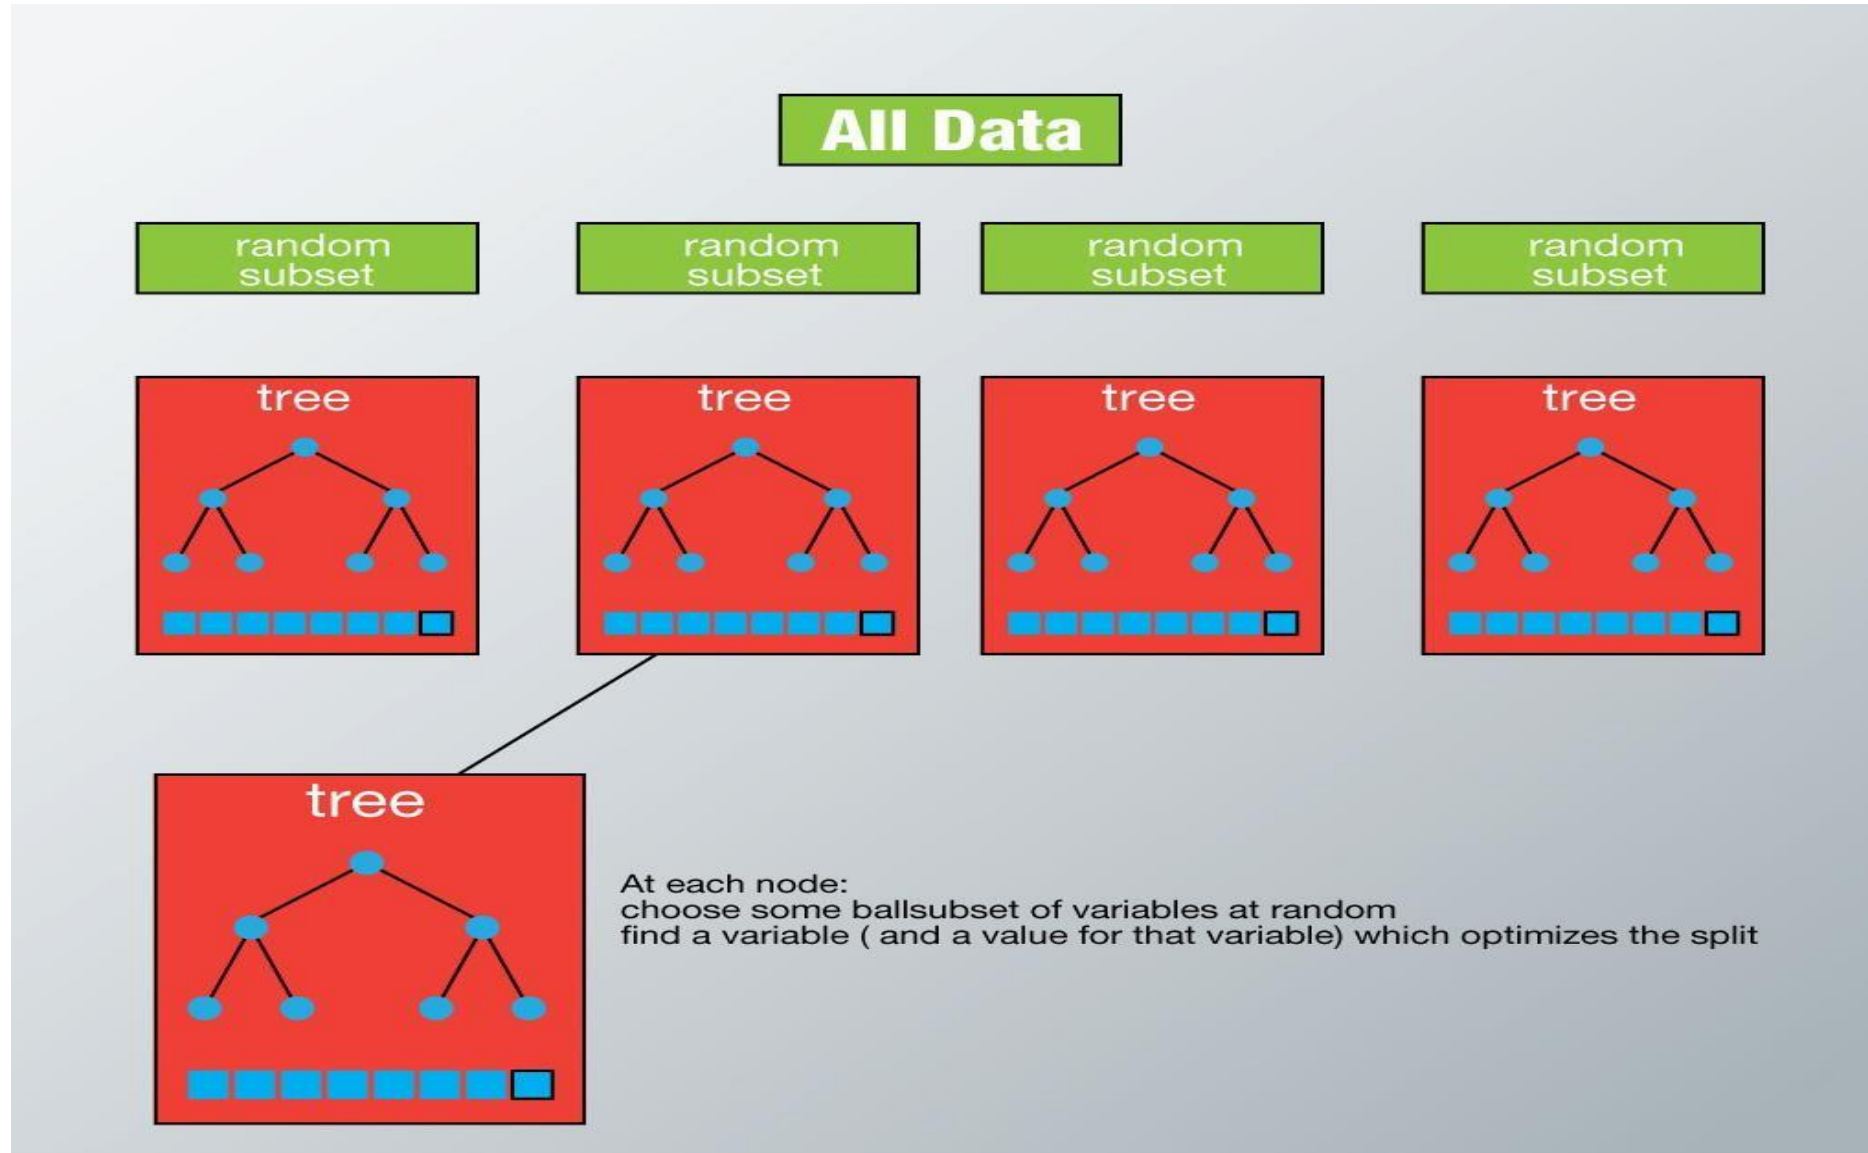 All Data
random
subset
random
subset
random
subset
random
subset
tree
tree
tree
tree
tree
At each node:
choose some ballsubset of variables at random
find a variable ( and a value for that variable) which optimizes the split